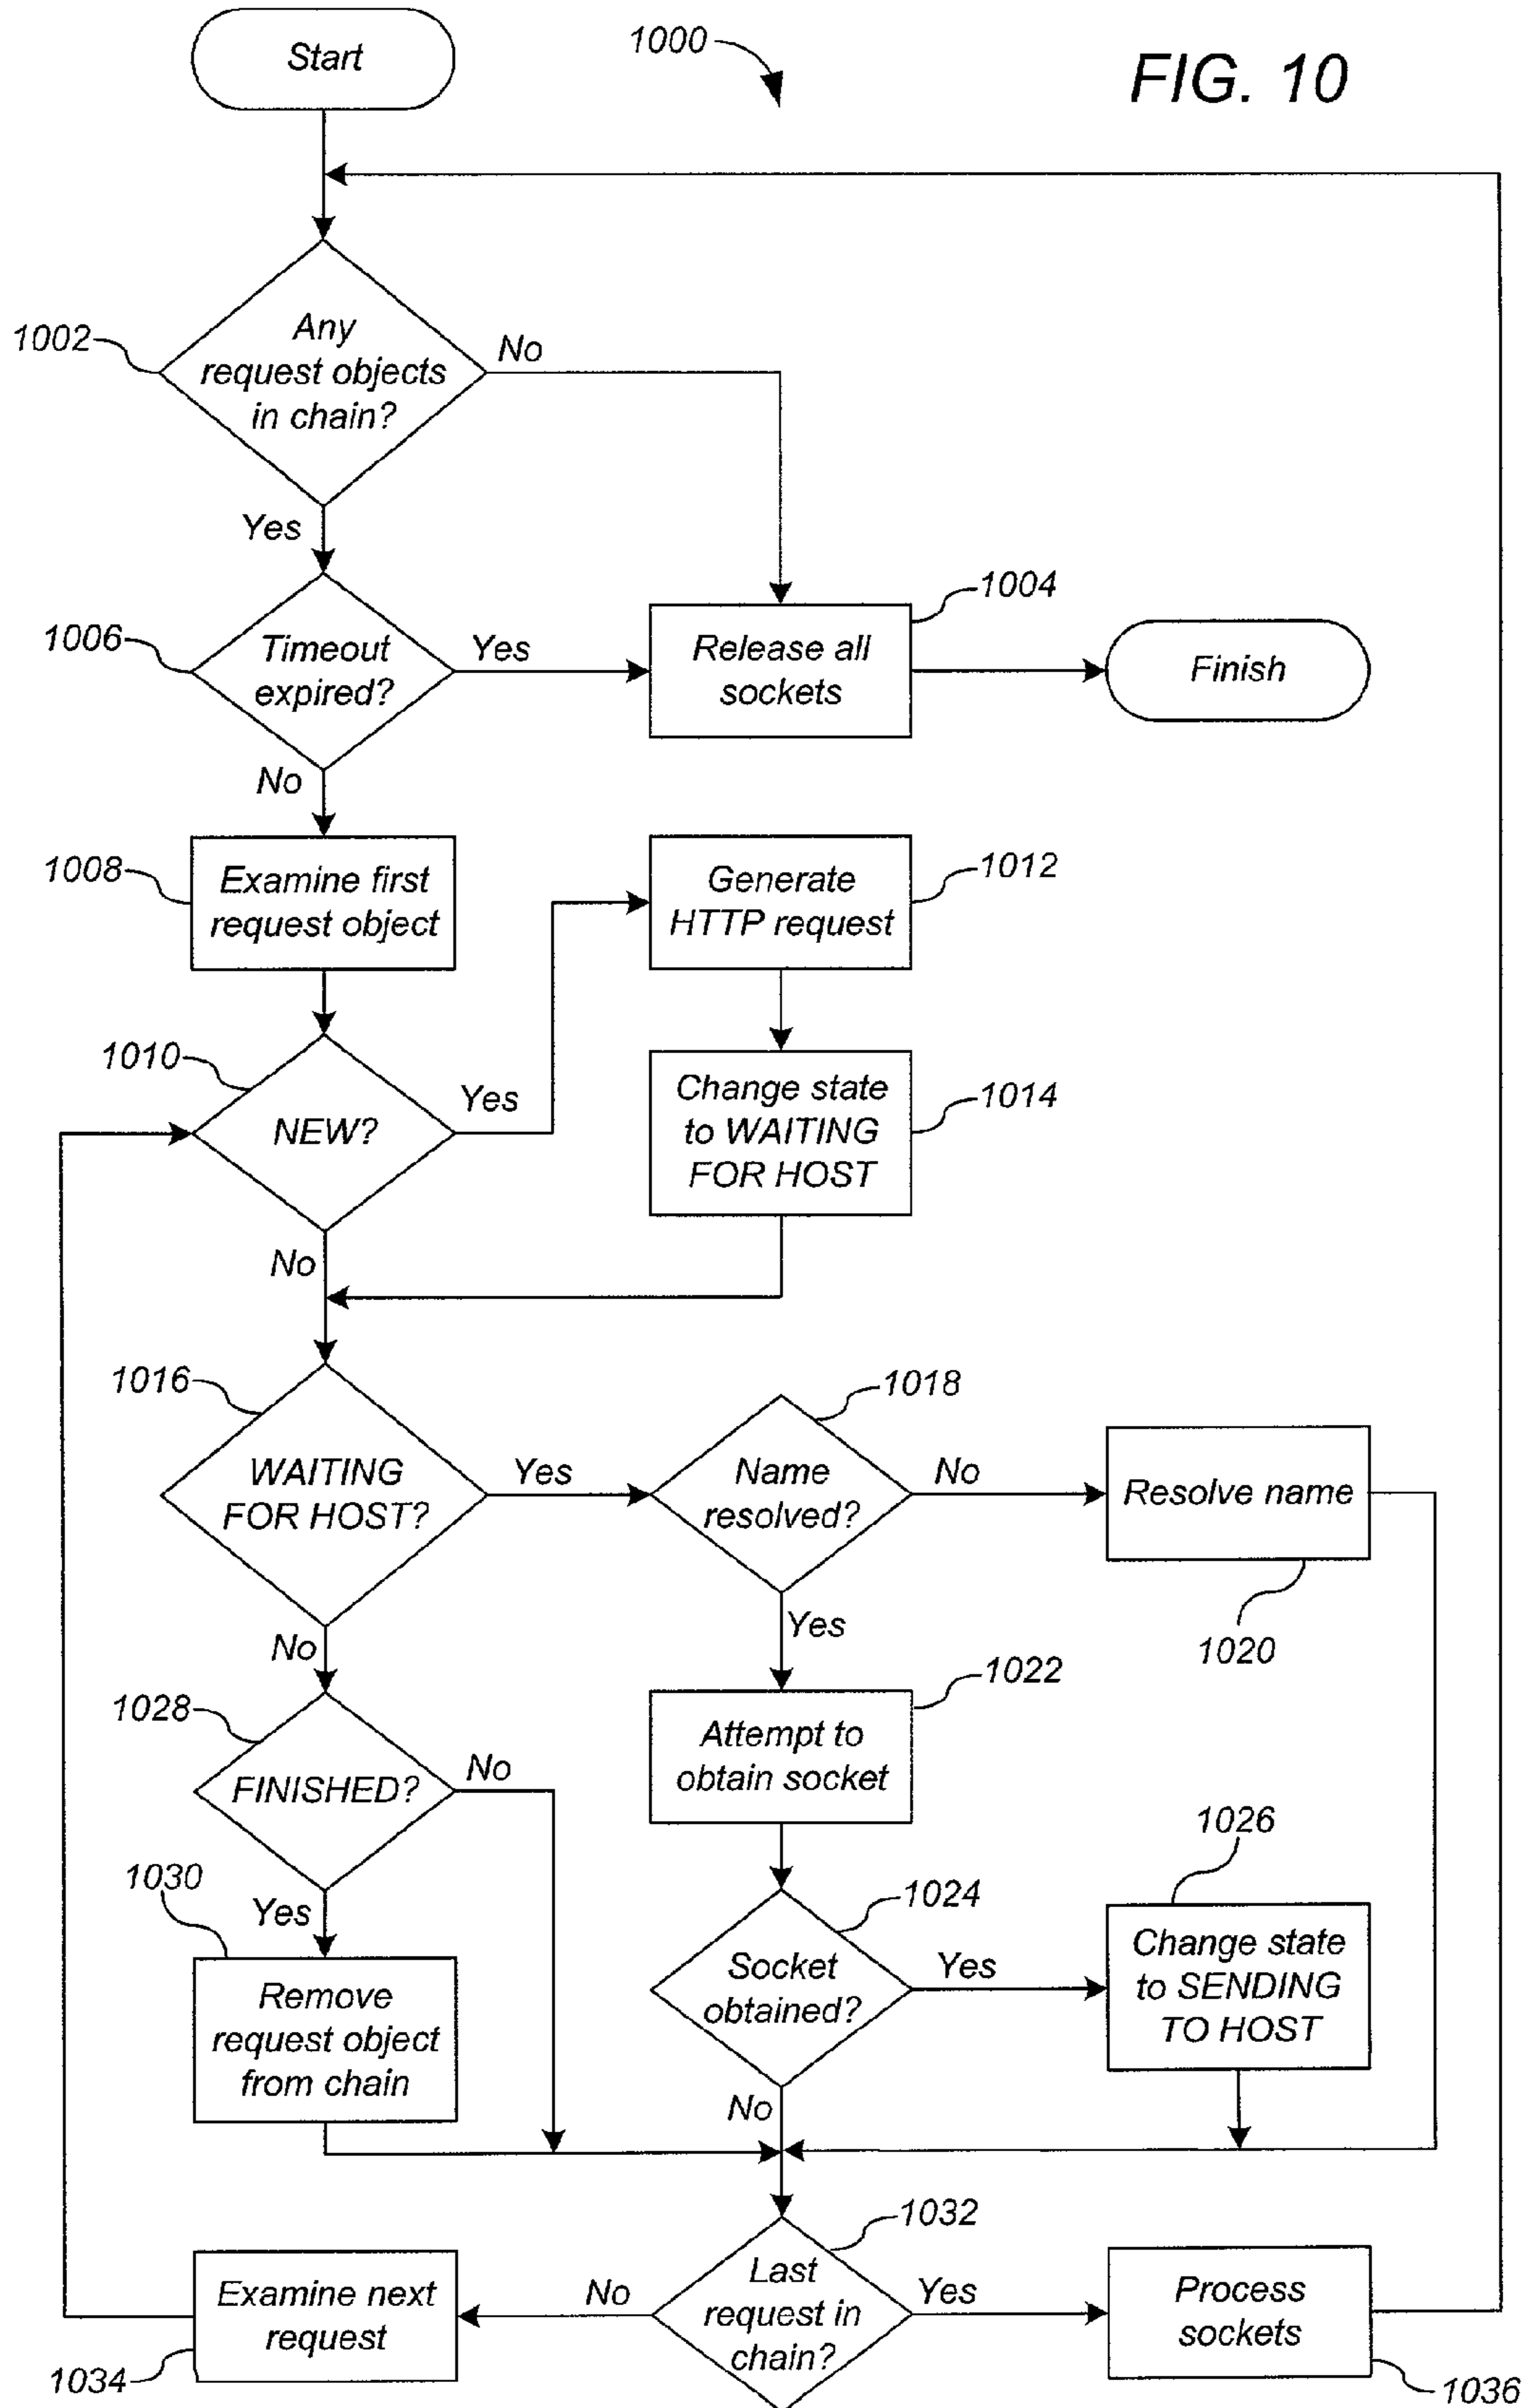 Start
1000
FIG. 10
1002
Any
request objects
in chain?
No
Yes
1004
1006
Timeout
expired?
Yes
Release all
sockets
Finish
No
1008
Examine first
request object
Generate
HTTP request
1012
1010
NEW?
Yes
Change state
to WAITING
FOR HOST
1014
No
1016
WAITING
FOR HOST?
Yes
1018
Name
resolved?
No
Resolve name
1020
No
Yes
1028
FINISHED?
No
1022
Attempt to
obtain socket
1026
1030
Yes
1024
Socket
obtained?
Yes
Change state
to SENDING
TO HOST
Remove
request object
from chain
No
1032
Examine next
request
No
Last
request in
chain?
Yes
Process
sockets
1034
1036